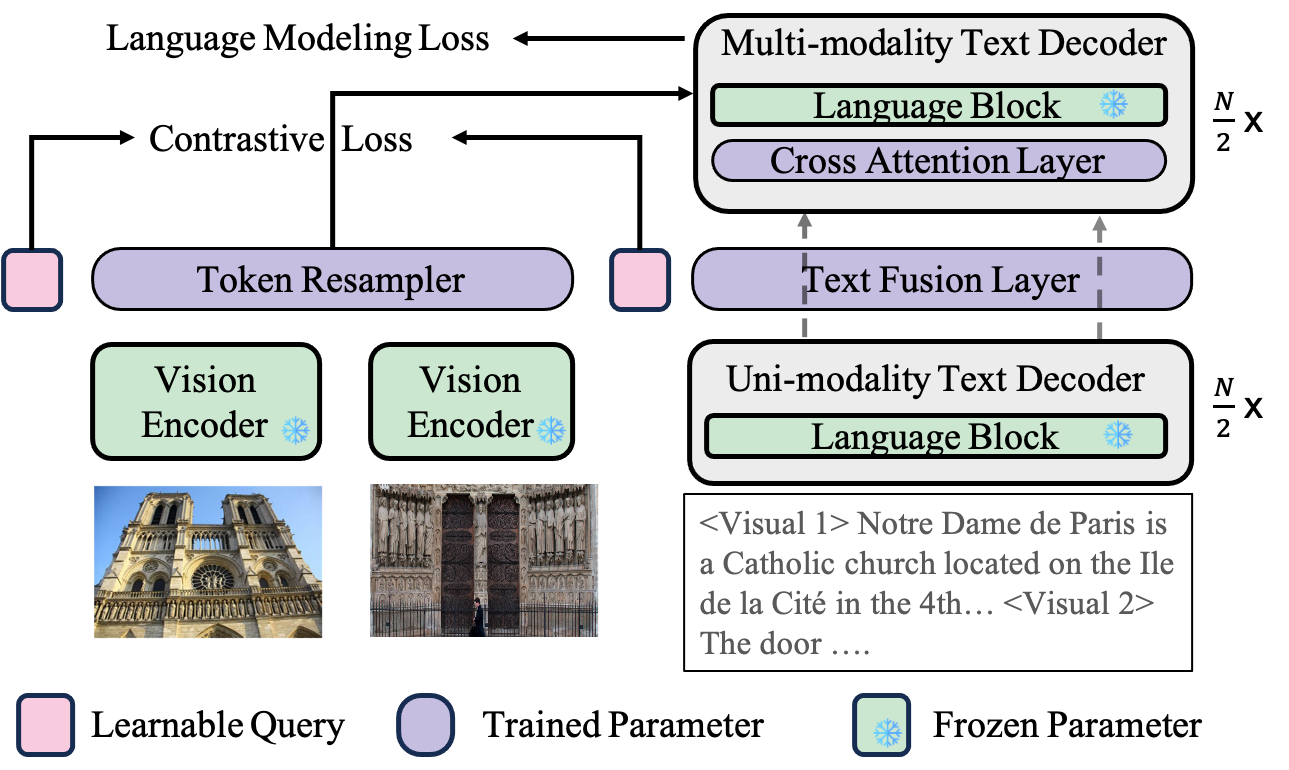 Language Modeling Loss
Contrastive Loss
Multi-modality Text Decoder
Language Block
Cross Attention Layer
N
2
x
Token Resampler
Text Fusion Layer
Vision
Encoder
Vision
Encoder
Uni-modality Text Decoder
Language Block
N
2
x
<Visual 1> Notre Dame de Paris is
a Catholic church located on the Ile
de la Cité in the 4th… <Visual 2>
The door ….
Learnable Query
Trained Parameter
Frozen Parameter